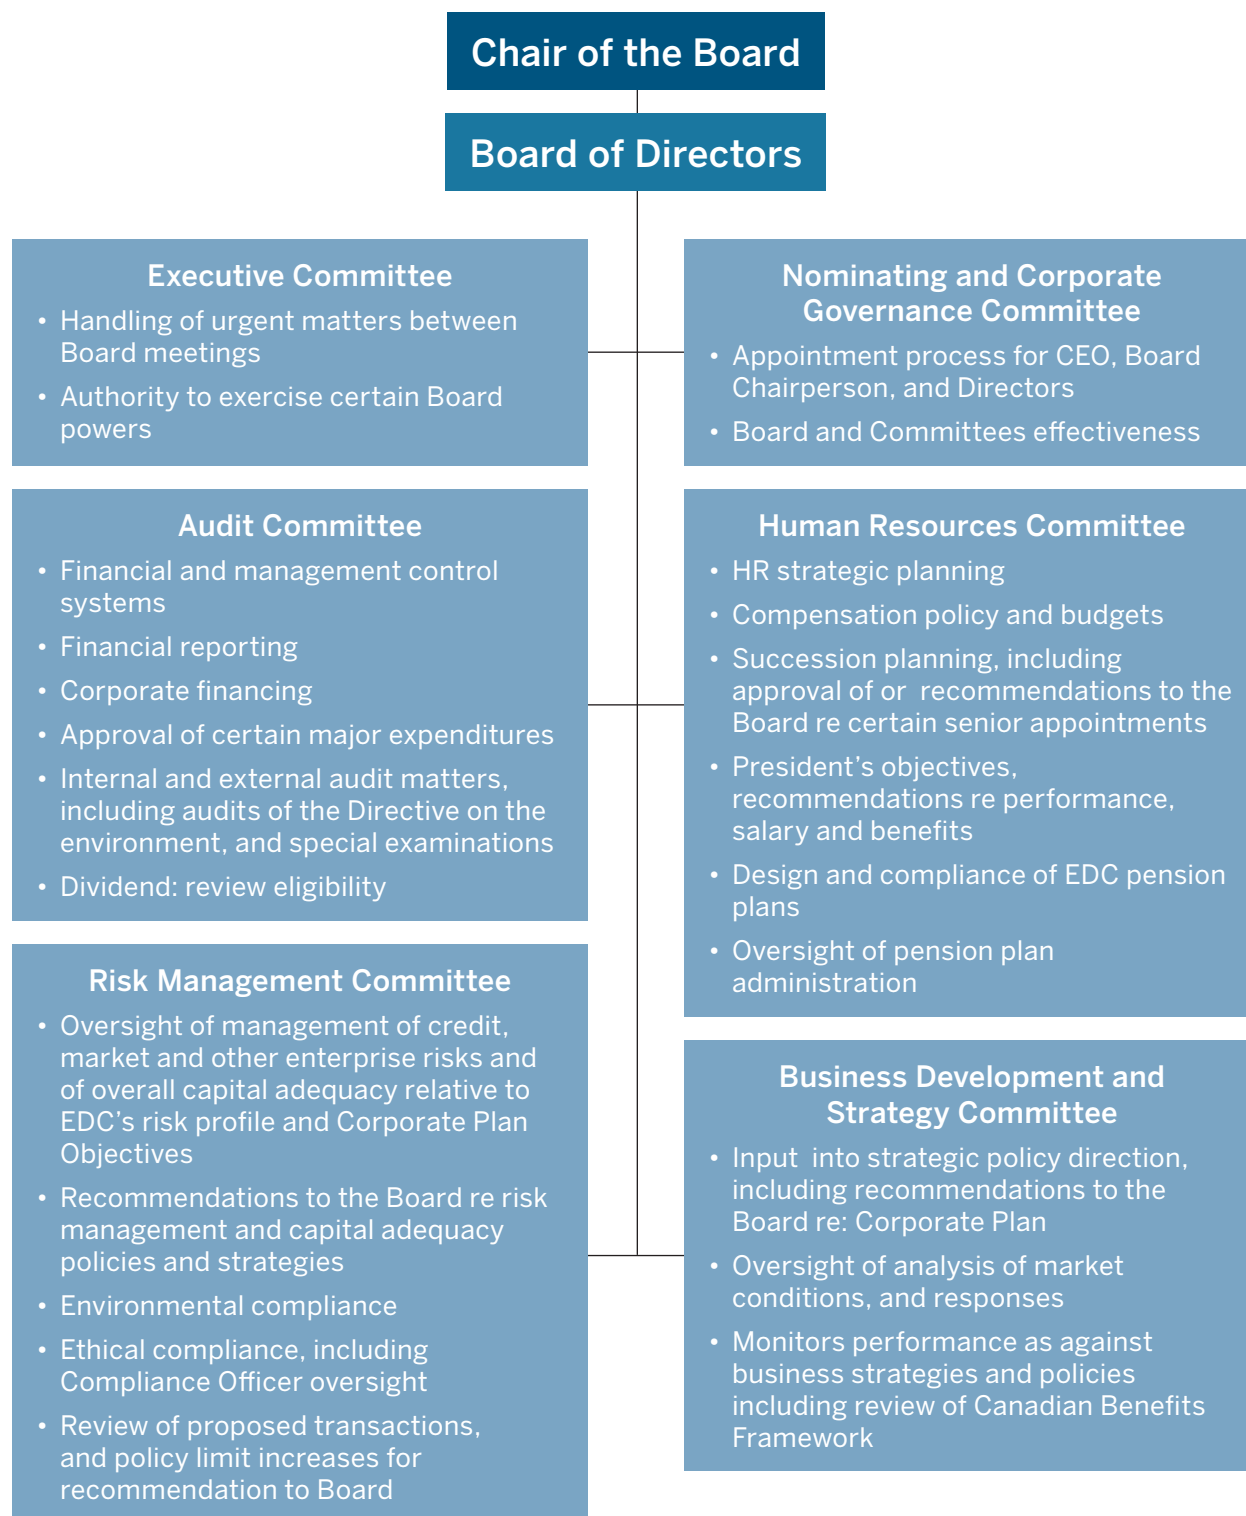 Chair of the Board
Board of Directors
Executive Committee
• Handling of urgent matters between
Board meetings
• Authority to exercise certain Board
powers
Nominating and Corporate
Governance Committee
• Appointment process for CEO, Board
Chairperson, and Directors
• Board and Committees effectiveness
Audit Committee
• Financial and management control
systems
• Financial reporting
• Corporate financing
• Approval of certain major expenditures
• Internal and external audit matters,
including audits of the Directive on the
environment, and special examinations
• Dividend: review eligibility
Human Resources Committee
• HR strategic planning
• Compensation policy and budgets
• Succession planning, including
approval of or recommendations to the
Board re certain senior appointments
• President’s objectives,
recommendations re performance,
salary and benefits
• Design and compliance of EDC pension
plans
• Oversight of pension plan
administration
Risk Management Committee
• Oversight of management of credit,
market and other enterprise risks and
of overall capital adequacy relative to
EDC’s risk profile and Corporate Plan
Objectives
• Recommendations to the Board re risk
management and capital adequacy
policies and strategies
• Environmental compliance
• Ethical compliance, including
Compliance Officer oversight
• Review of proposed transactions,
and policy limit increases for
recommendation to Board
Business Development and
Strategy Committee
• Input into strategic policy direction,
including recommendations to the
Board re: Corporate Plan
• Oversight of analysis of market
conditions, and responses
• Monitors performance as against
business strategies and policies
including review of Canadian Benefits
Framework